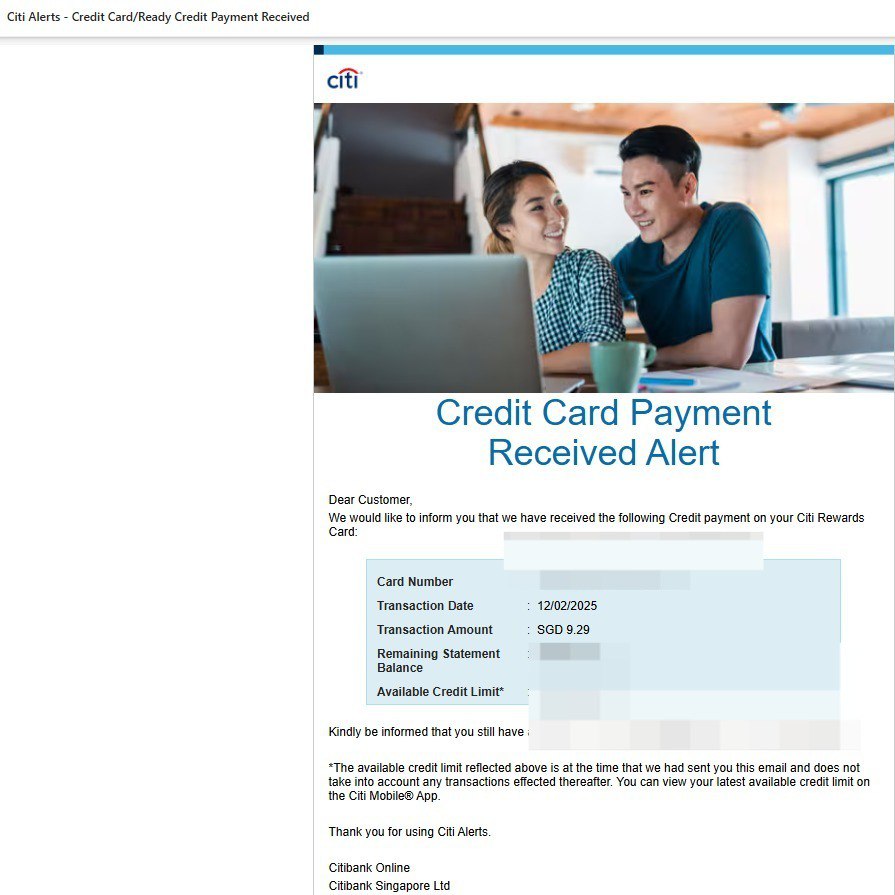 Citi Alerts - Credit Card/Ready Credit Payment Received
citi
Credit Card Payment
Received Alert
Dear Customer,
We would like to inform you that we have received the following Credit payment on your Citi Rewards
Card:
Card Number
Transaction Date : 12/02/2025
Transaction Amount : SGD 9.29
Remaining Statement :
Balance
Available Credit Limit* :
Kindly be informed that you still have
*The available credit limit reflected above is at the time that we had sent you this email and does not
take into account any transactions effected thereafter. You can view your latest available credit limit on
the Citi Mobile® App.
Thank you for using Citi Alerts.
Citibank Online
Citibank Singapore Ltd